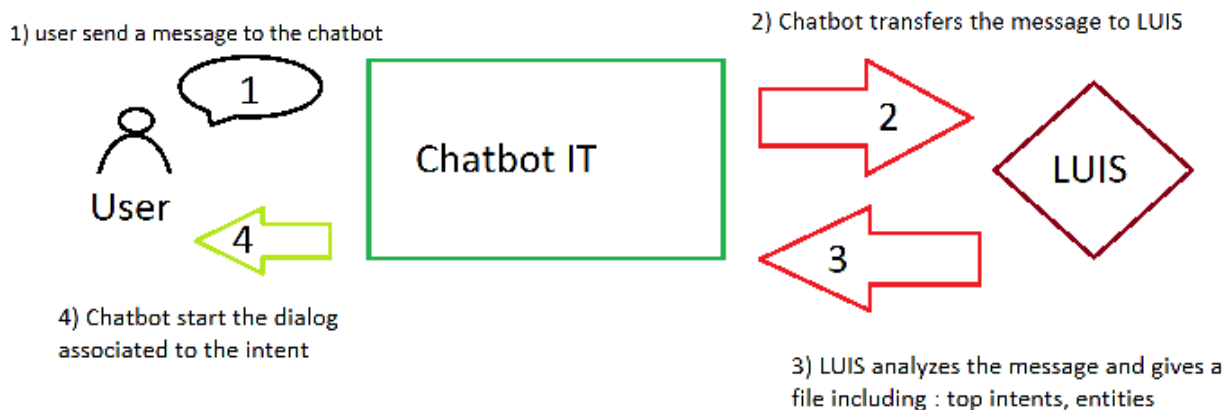 1) user send a message to the chatbot
2) Chatbot transfers the message to LUIS
1
2
Chatbot IT
LUIS
User
4
3
4) Chatbot start the dialog
associated to the intent
3) LUIS analyzes the message and gives a
file including : top intents, entities